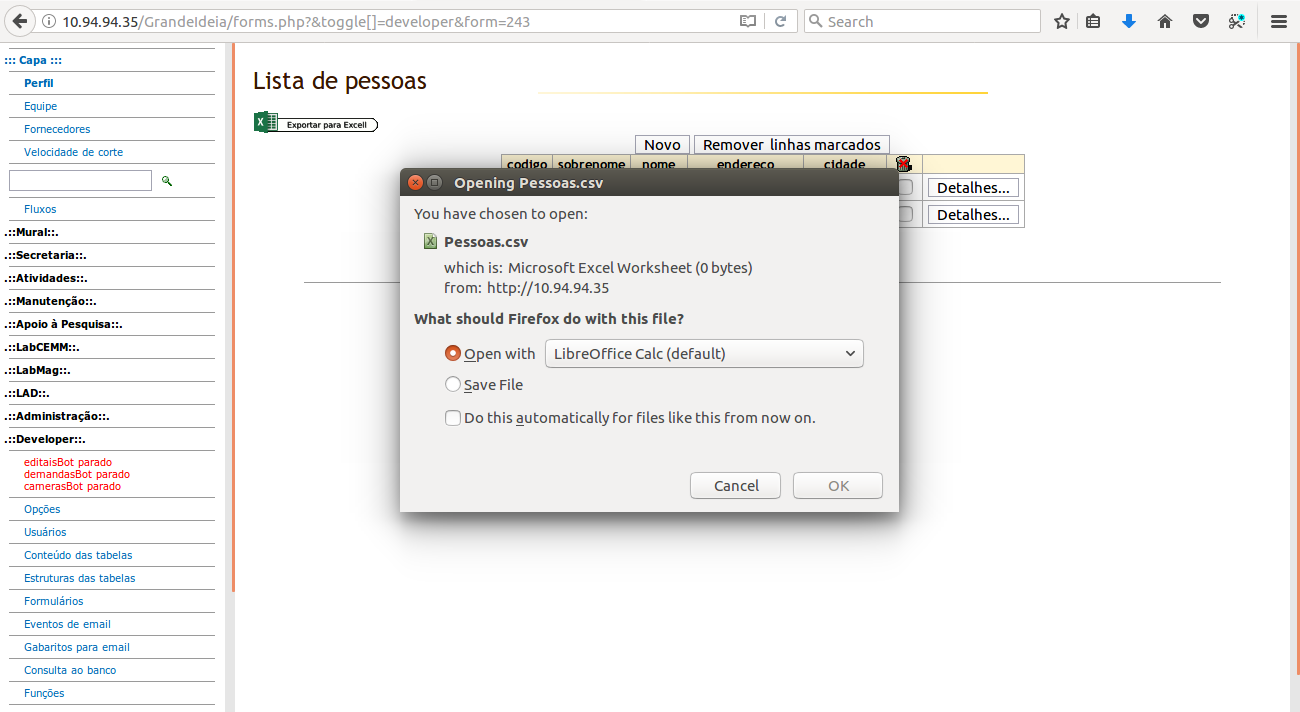 10.94.94.35/GrandeIdeia/forms.php?&toggle[]=developer&form=243
Search
::: Capa :::
Perfil
Equipe
Fornecedores
Velocidade de corte
Fluxos
.::Mural::.
.::Secretaria::.
.::Atividades::.
.::Manutenção::.
.::Apoio à Pesquisa::.
.::LabCEMM::.
.::LabMag::.
.::LAD::.
.::Administração::.
.::Developer::.
editaisBot parado
demandasBot parado
camerasBot parado
Opções
Usuários
Conteúdo das tabelas
Estruturas das tabelas
Formulários
Eventos de email
Gabaritos para email
Consulta ao banco
Funções
Lista de pessoas
Exportar para Excell
Novo Remover linhas marcados
codigo sobrenome nome endereço cidade
Detalhes...
Detalhes...
Opening Pessoas.csv
You have chosen to open:
Pessoas.csv
which is: Microsoft Excel Worksheet (0 bytes)
from: http://10.94.94.35
What should Firefox do with this file?
Open with LibreOffice Calc (default)
Save File
Do this automatically for files like this from now on.
Cancel OK